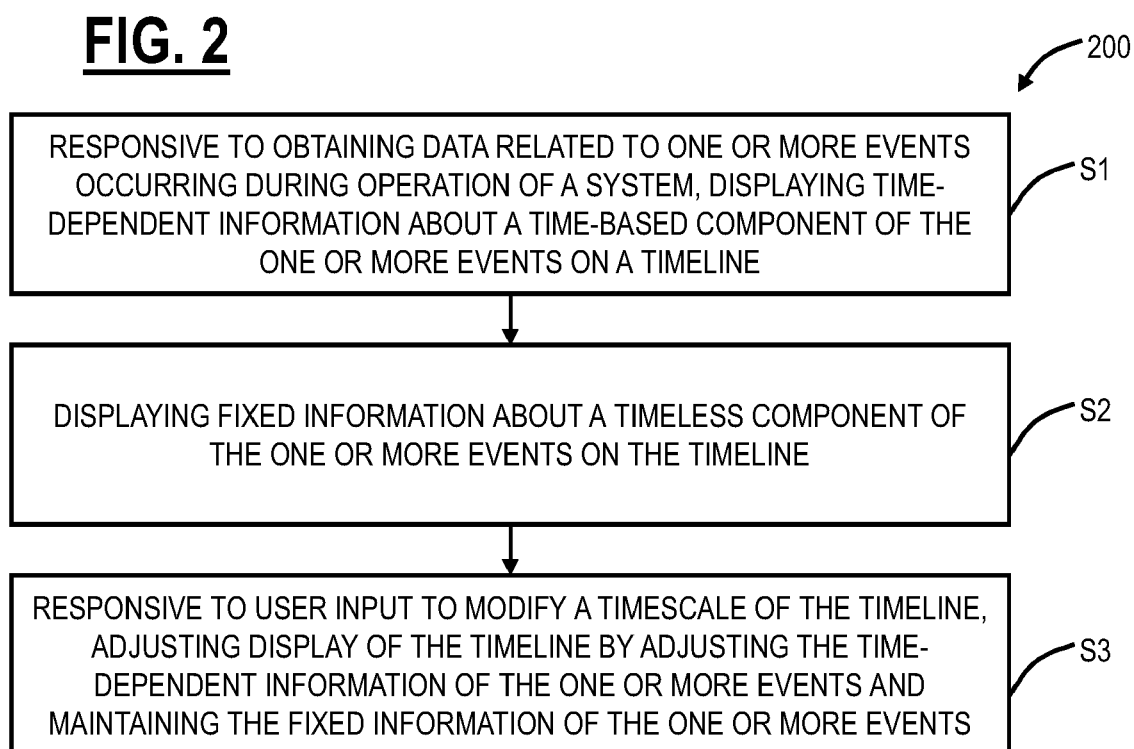 FIG. 2
200
RESPONSIVE TO OBTAINING DATA RELATED TO ONE OR MORE EVENTS
OCCURRING DURING OPERATION OF A SYSTEM, DISPLAYING TIME-
DEPENDENT INFORMATION ABOUT A TIME-BASED COMPONENT OF THE
ONE OR MORE EVENTS ON A TIMELINE
S1
DISPLAYING FIXED INFORMATION ABOUT A TIMELESS COMPONENT OF
THE ONE OR MORE EVENTS ON THE TIMELINE
S2
RESPONSIVE TO USER INPUT TO MODIFY A TIMESCALE OF THE TIMELINE,
ADJUSTING DISPLAY OF THE TIMELINE BY ADJUSTING THE TIME-
DEPENDENT INFORMATION OF THE ONE OR MORE EVENTS AND
MAINTAINING THE FIXED INFORMATION OF THE ONE OR MORE EVENTS
S3